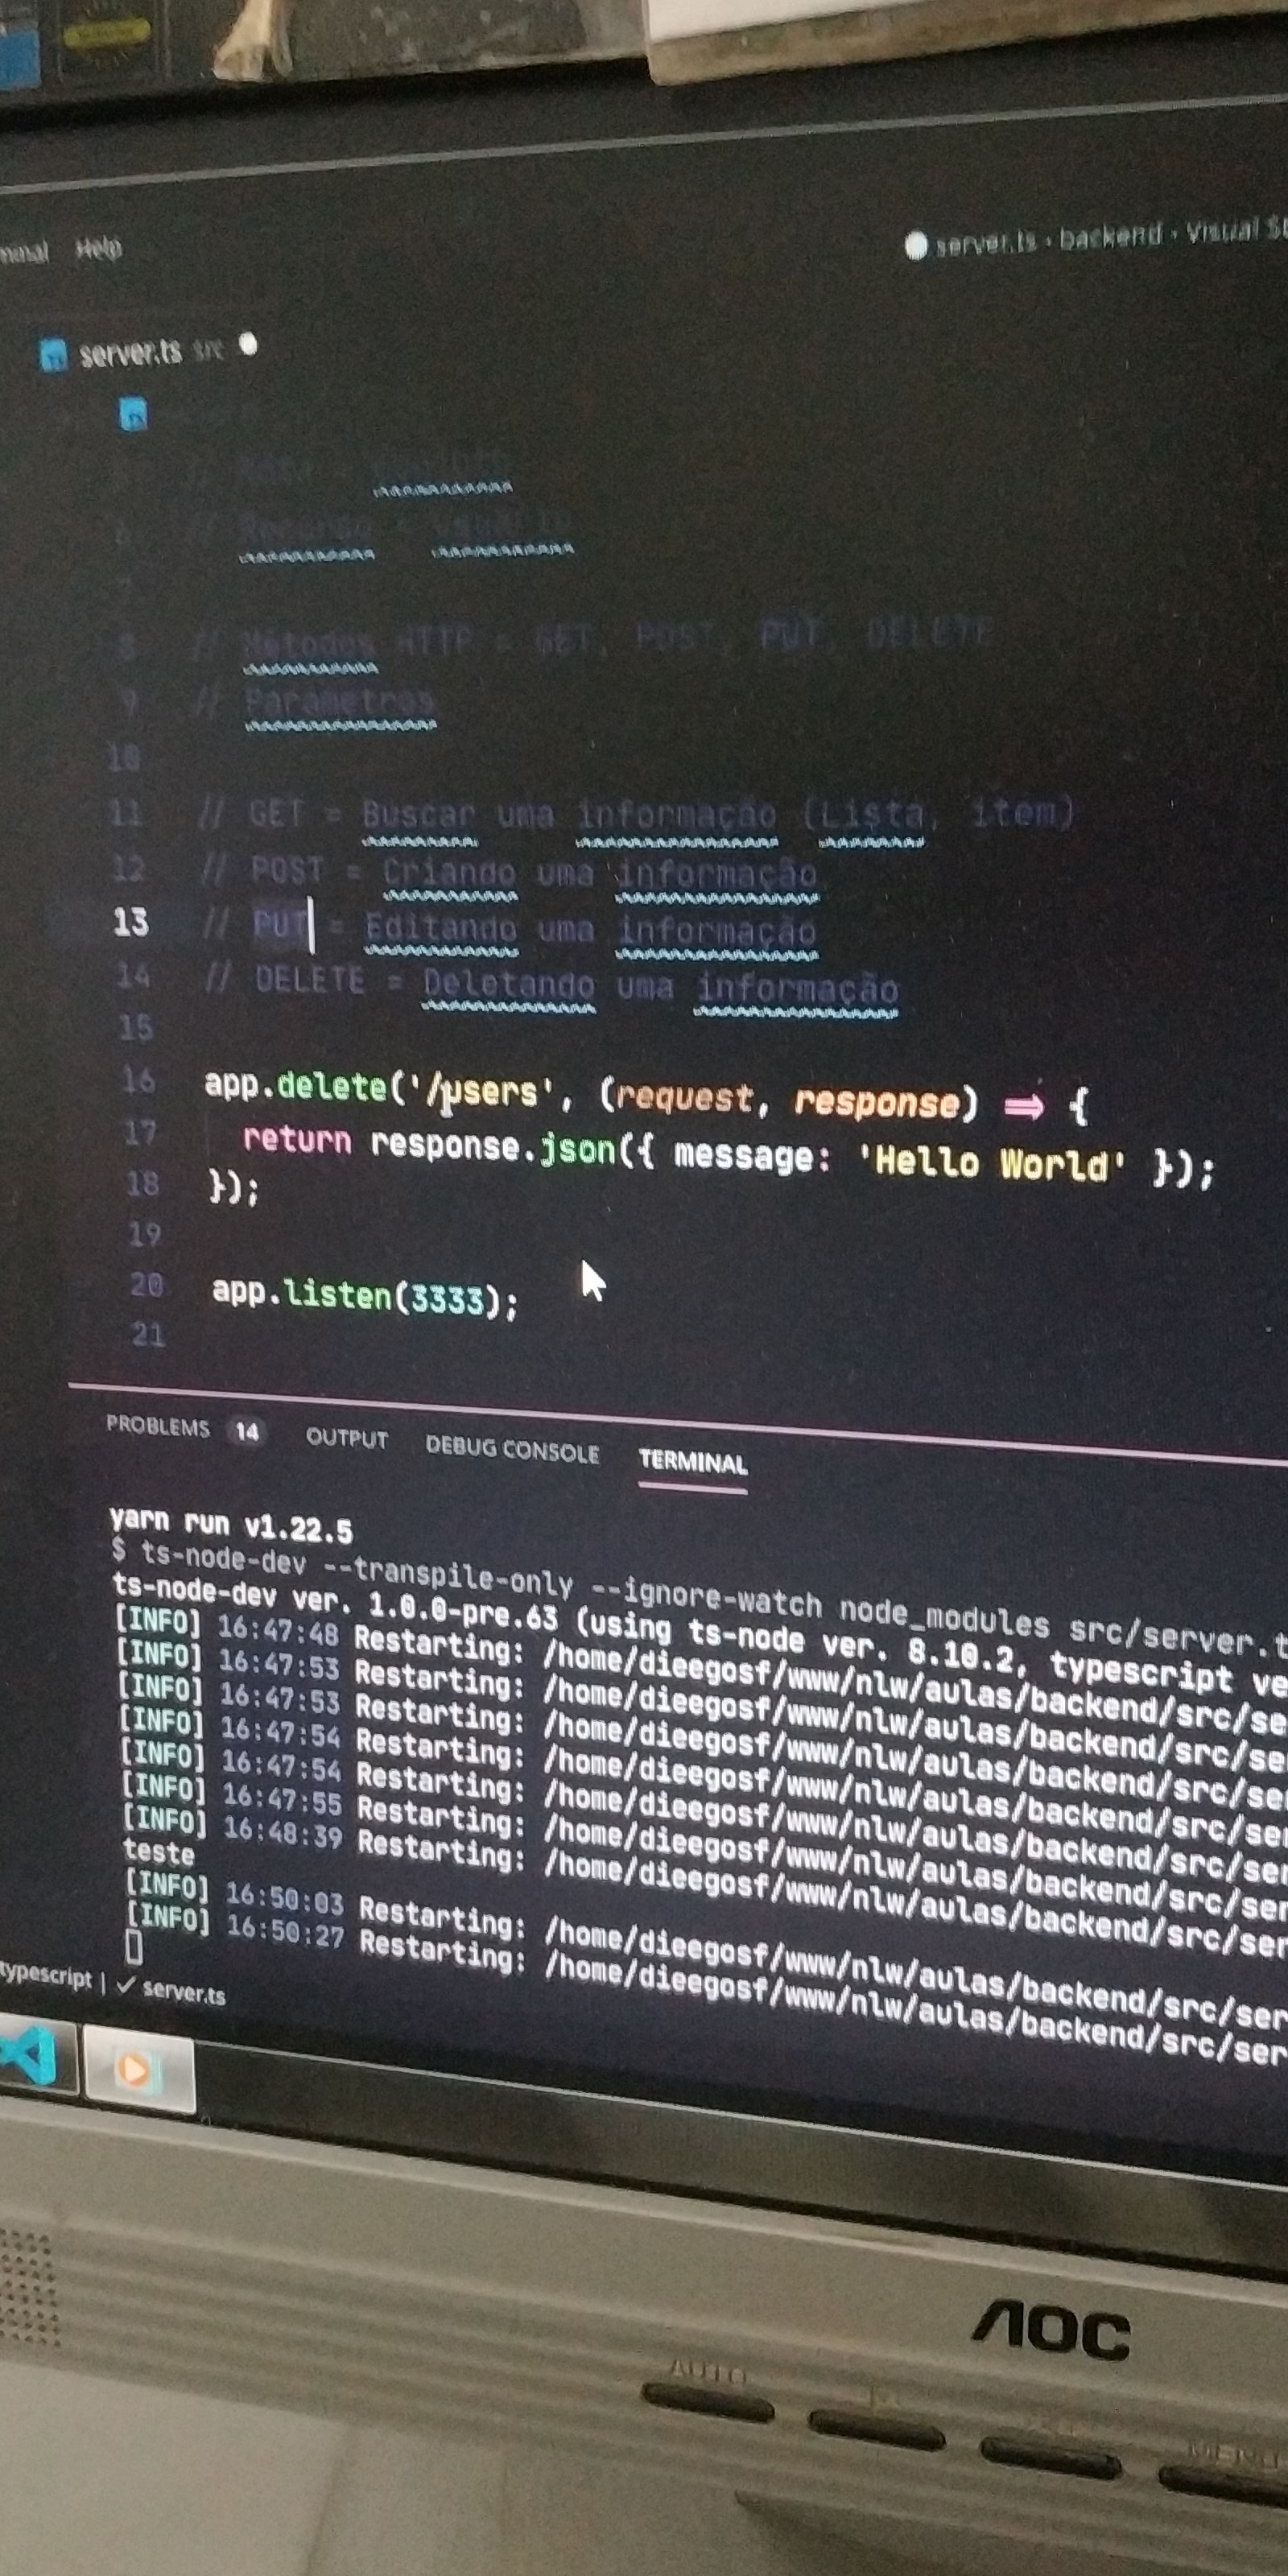 Help
server.ts - backend - Visual
server.ts src
8 // Métodos HTTP = GET, POST, PUT, DELETE
9 // Parâmetros
10
11 // GET = Buscar uma informação (Lista, item)
12 // POST = Criando uma informação
13 // PUT = Editando uma informação
14 // DELETE = Deletando uma informação
15
16 app.delete('/users', (request, response) => {
17 return response.json({ message: 'Hello World' });
18 });
19
20 app.listen(3333);
21
PROBLEMS 14 OUTPUT DEBUG CONSOLE TERMINAL
yarn run v1.22.5
$ ts-node-dev --transpile-only --ignore-watch node_modules src/server.t
ts-node-dev ver. 1.0.0-pre.63 (using ts-node ver. 8.10.2, typescript ve
[INFO] 16:47:48 Restarting: /home/dieegosf/www/nlw/aulas/backend/src/se
[INFO] 16:47:53 Restarting: /home/dieegosf/www/nlw/aulas/backend/src/se
[INFO] 16:47:53 Restarting: /home/dieegosf/www/nlw/aulas/backend/src/se
[INFO] 16:47:54 Restarting: /home/dieegosf/www/nlw/aulas/backend/src/se
[INFO] 16:47:54 Restarting: /home/dieegosf/www/nlw/aulas/backend/src/se
[INFO] 16:47:55 Restarting: /home/dieegosf/www/nlw/aulas/backend/src/ser
[INFO] 16:48:39 Restarting: /home/dieegosf/www/nlw/aulas/backend/src/ser
teste
[INFO] 16:50:03 Restarting: /home/dieegosf/www/nlw/aulas/backend/src/ser
[INFO] 16:50:27 Restarting: /home/dieegosf/www/nlw/aulas/backend/src/ser
typescript | ✓ server.ts
AOC
AUTO
MENU